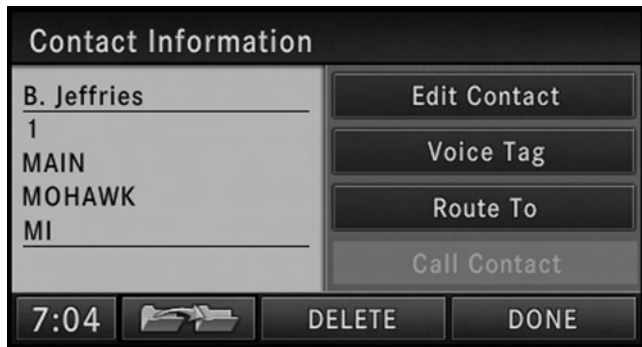 Contact Information
B. Jeffries
1
MAIN
MOHAWK
MI
Edit Contact
Voice Tag
Route To
Call Contact
7:04
DELETE
DONE